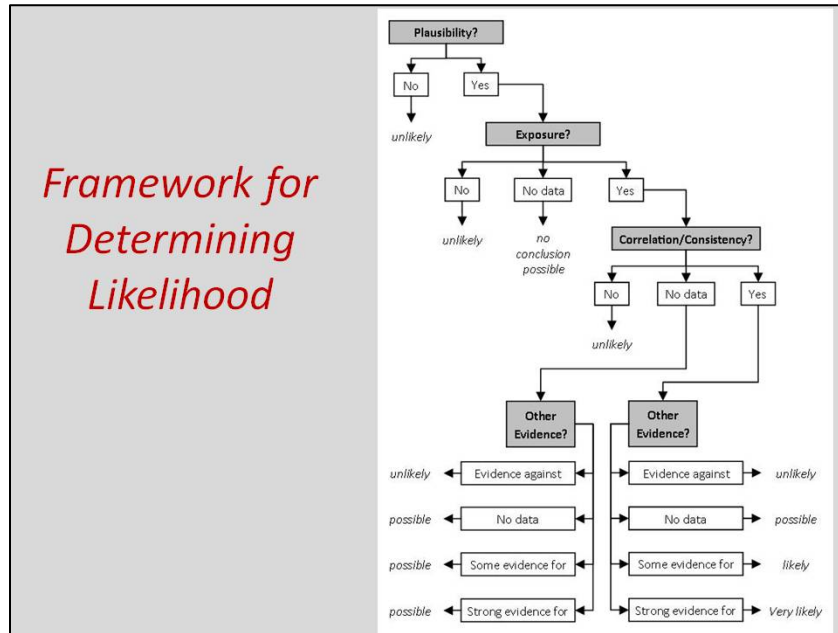 Framework for
Determining
Likelihood
Plausibility?
No
Yes
unlikely
Exposure?
No
No data
Yes
unlikely
no
conclusion
possible
Correlation/Consistency?
No
No data
Yes
unlikely
Other
Evidence?
Other
Evidence?
unlikely
Evidence against
Evidence against
unlikely
possible
No data
No data
possible
possible
Some evidence for
Some evidence for
likely
possible
Strong evidence for
Strong evidence for
Very likely